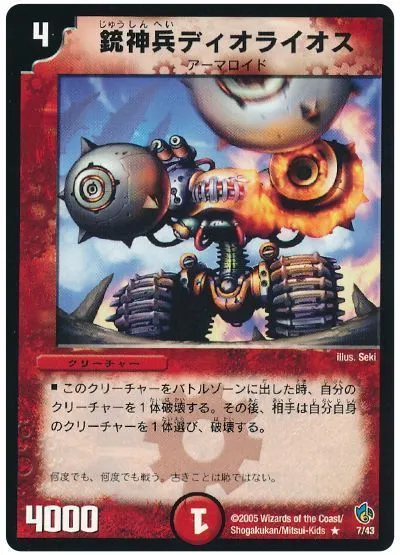 4
じゅうしん へい
銃神兵ディオライオス
アーマロイド
illus. Seki
クリーチャー
■ このクリーチャーをバトルゾーンに出した時、自分の
クリーチャーを1体破壊する。その後、相手は自分自身
のクリーチャーを1体選び、破壊する。
何度でも、何度でも戦う。古きことは恥ではない。
4000
1
©2005 Wizards of the Coast/
Shogakukan/Mitsui-Kids ★ 7/43